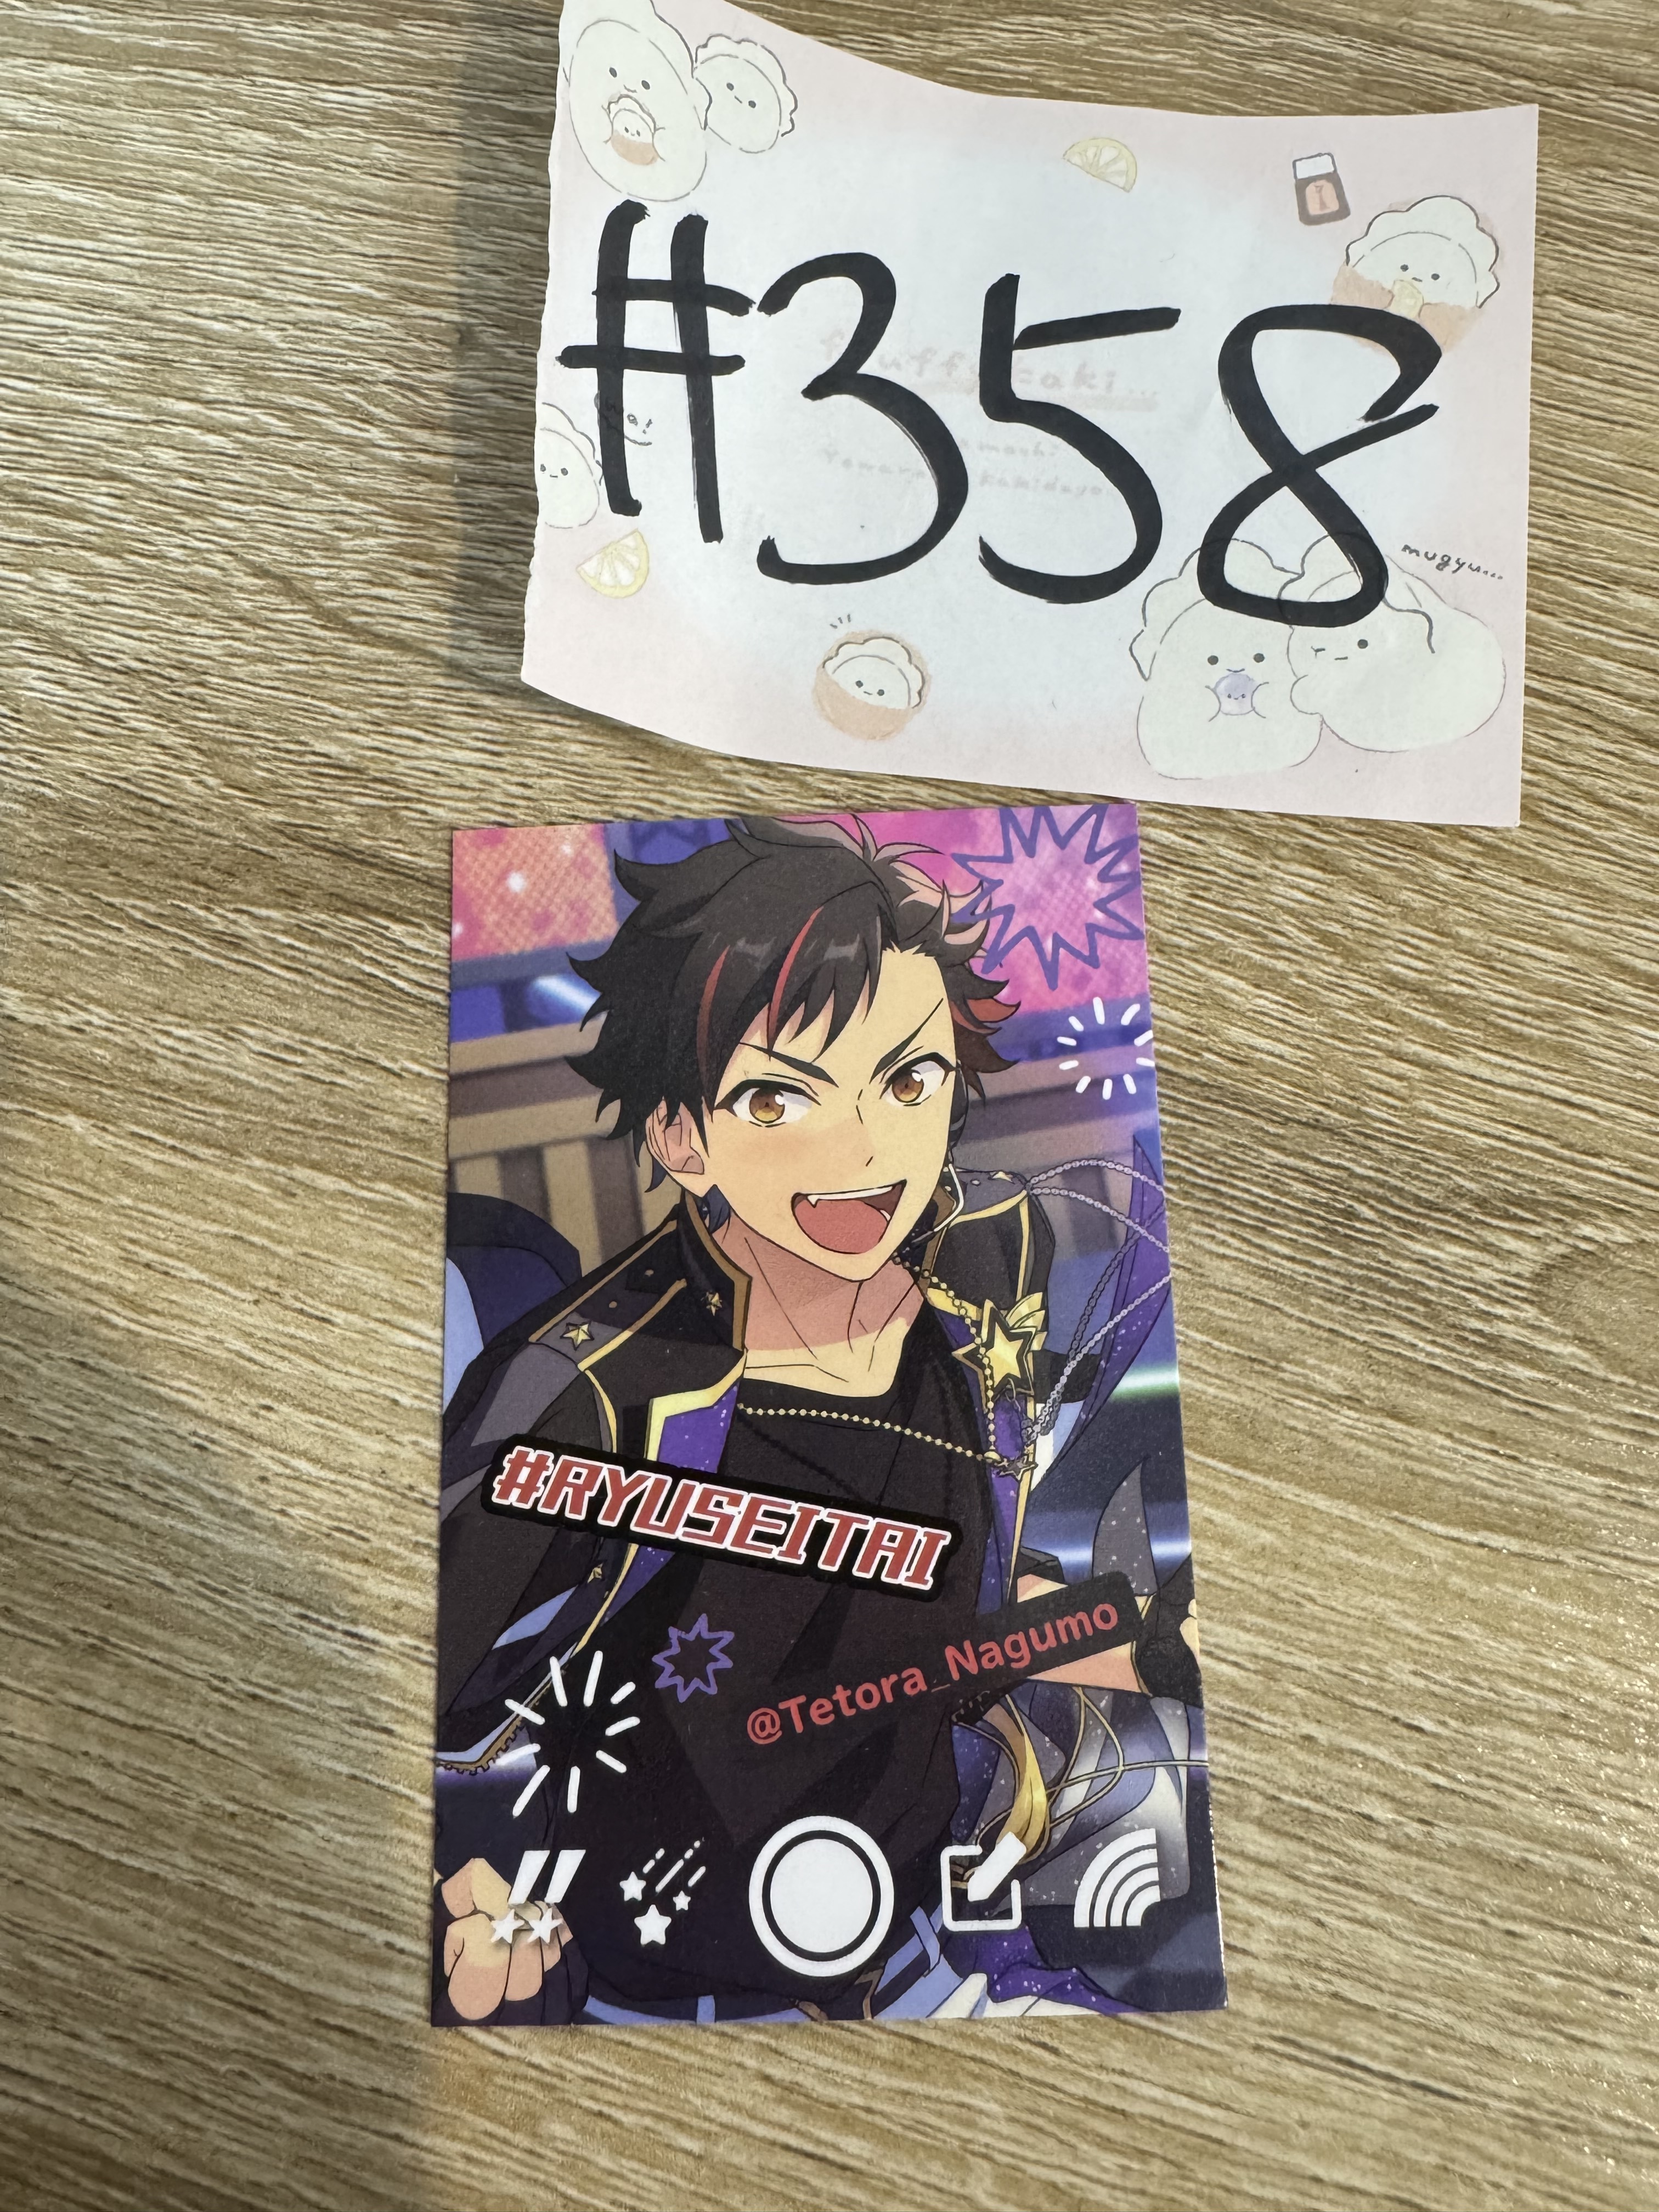 #358
mugyu...
#RYUSEITAI
@Tetora_Nagumo